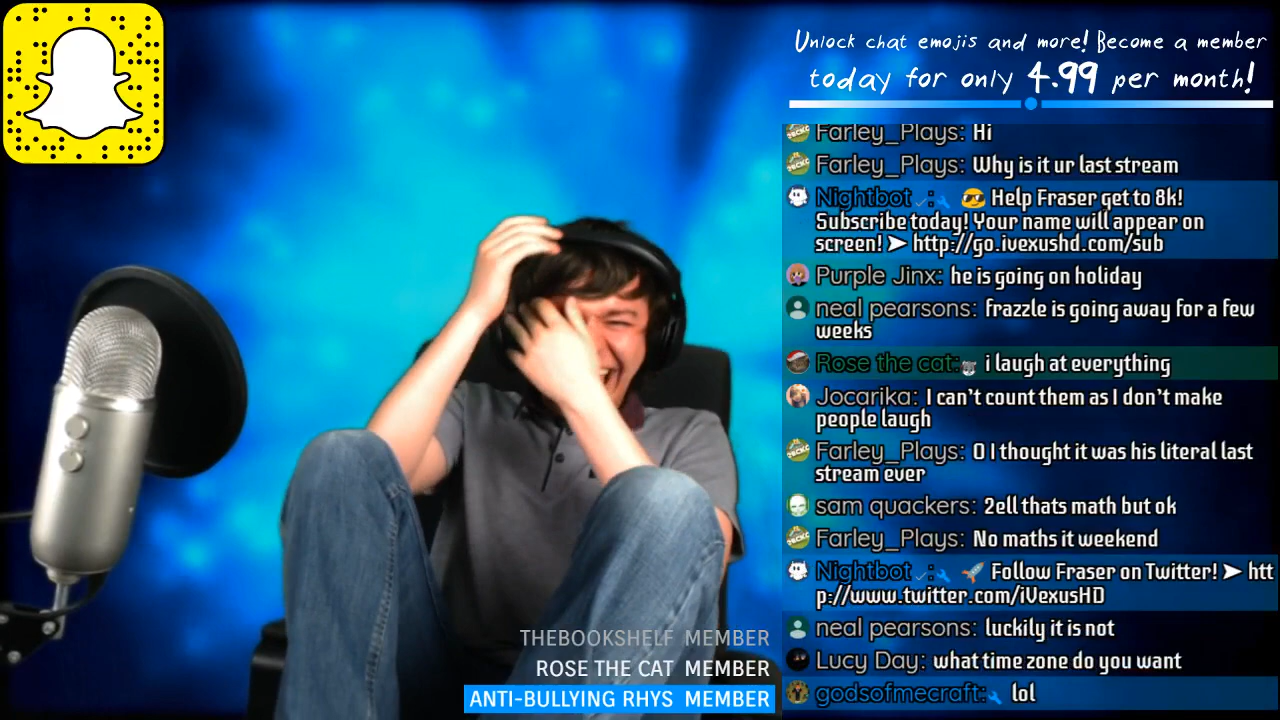 Unlock chat emojis and more! Become a member
today for only 4.99 per month!
Farley_Plays: Hi
Farley_Plays: Why is it ur last stream
Nightbot: Help Fraser get to 8k!
Subscribe today! Your name will appear on
screen! ➤ http://go.ivexushd.com/sub
Purple Jinx: he is going on holiday
neal pearsons: frazzle is going away for a few
weeks
Rose the cat: i laugh at everything
Jocarika: I can't count them as I don't make
people laugh
Farley_Plays: O I thought it was his literal last
stream ever
sam quackers: 2ell thats math but ok
Farley_Plays: No maths it weekend
Nightbot: 🚀 Follow Fraser on Twitter! ➤ htt
p://www.twitter.com/iVexusHD
neal pearsons: luckily it is not
Lucy Day: what time zone do you want
godsofmecraft: lol
THEBOOKSHELF MEMBER
ROSE THE CAT MEMBER
ANTI-BULLYING RHYS MEMBER